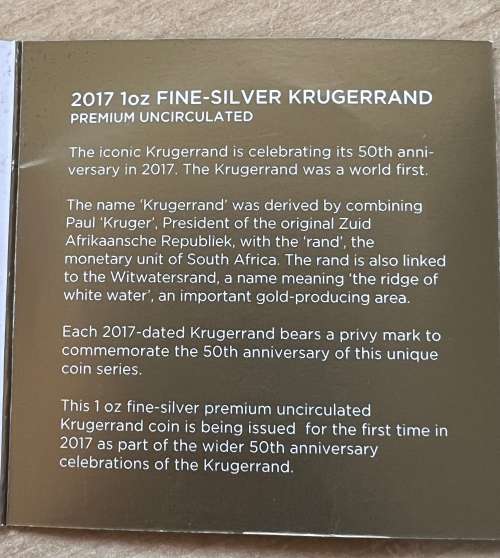 2017 1oz FINE-SILVER KRUGERRAND
PREMIUM UNCIRCULATED
The iconic Krugerrand is celebrating its 50th anni-
versary in 2017. The Krugerrand was a world first.
The name ‘Krugerrand’ was derived by combining
Paul ‘Kruger’, President of the original Zuid
Afrikaansche Republiek, with the ‘rand’, the
monetary unit of South Africa. The rand is also linked
to the Witwatersrand, a name meaning ‘the ridge of
white water’, an important gold-producing area.
Each 2017-dated Krugerrand bears a privy mark to
commemorate the 50th anniversary of this unique
coin series.
This 1 oz fine-silver premium uncirculated
Krugerrand coin is being issued  for the first time in
2017 as part of the wider 50th anniversary
celebrations of the Krugerrand.